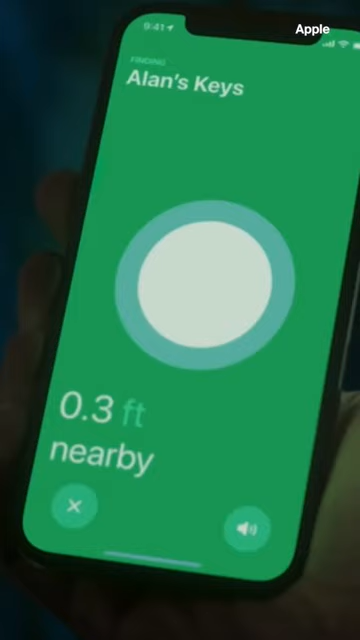 Apple
9:41
FINDING
Alan's Keys
0.3 ft
nearby